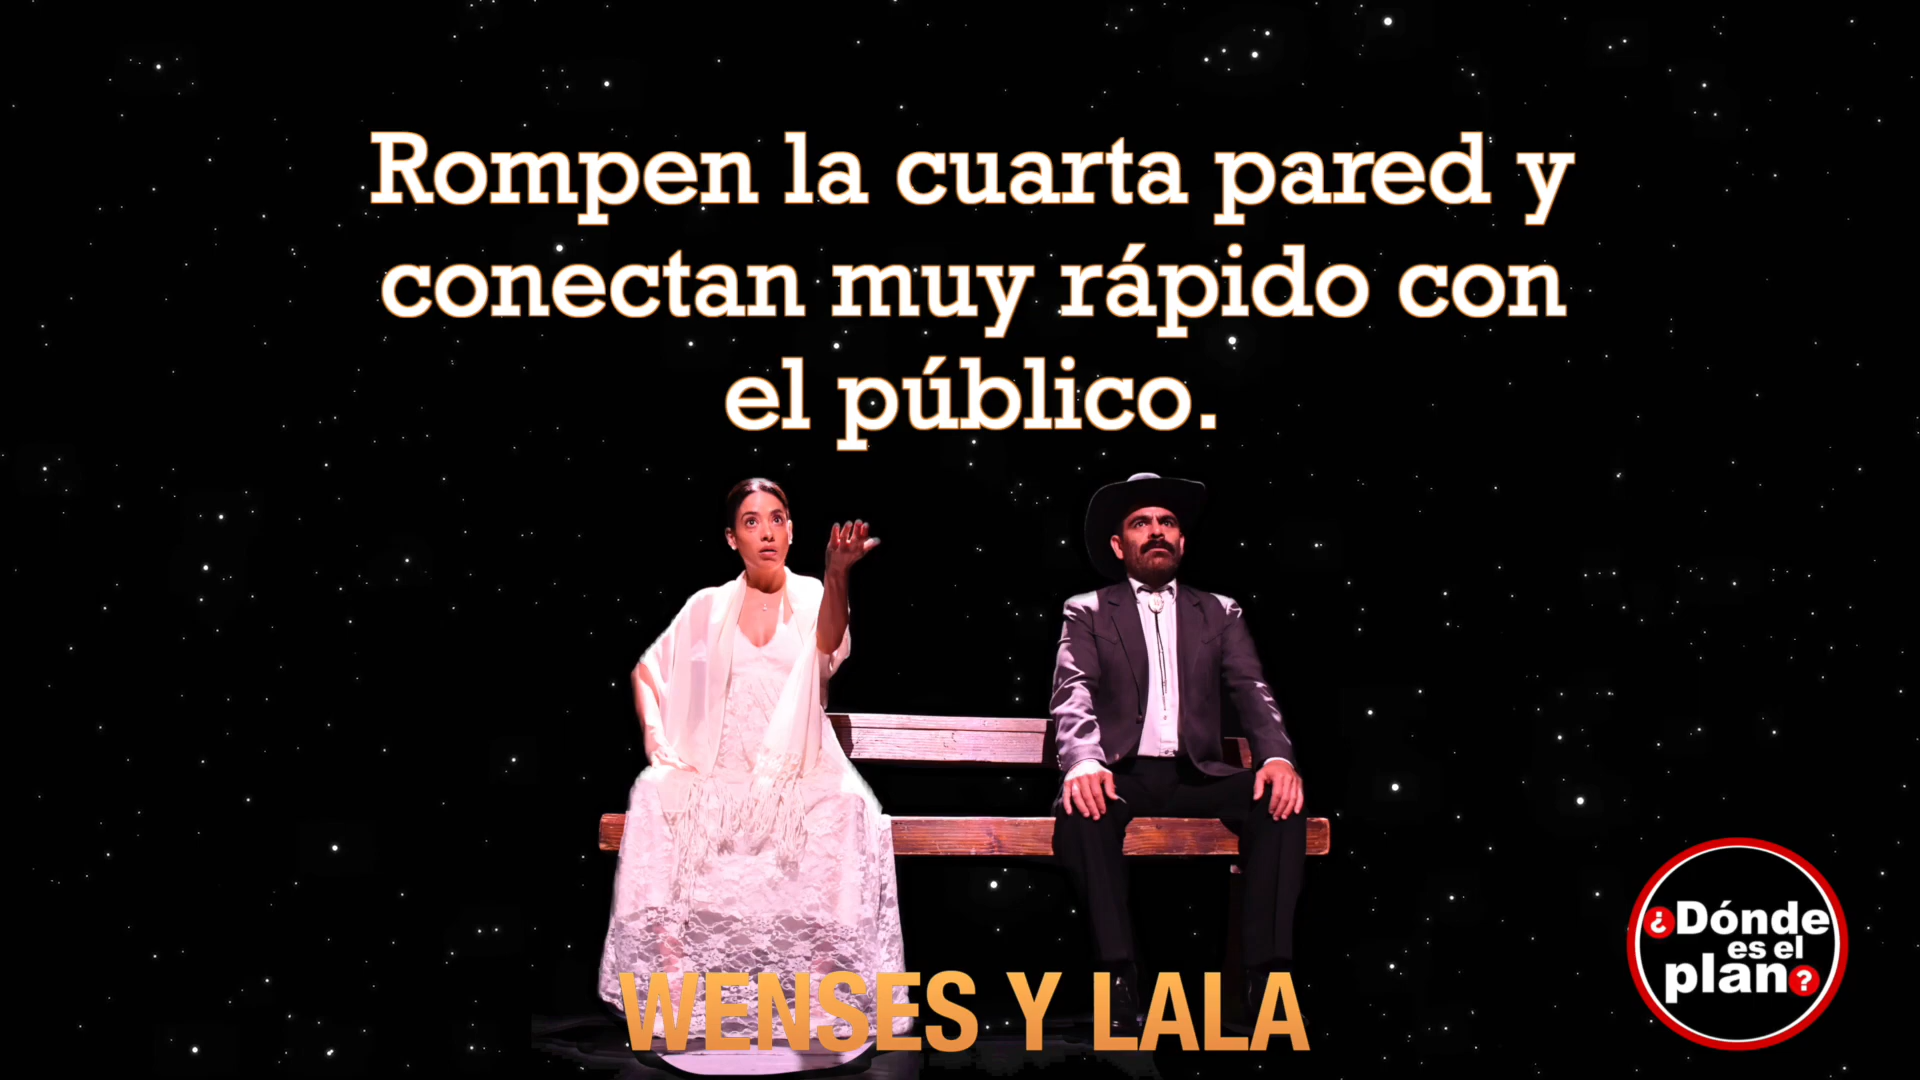 Rompen la cuarta pared y
conectan muy rápido con
el público.
WENSES Y LALA
¿Dónde
es el
plan?